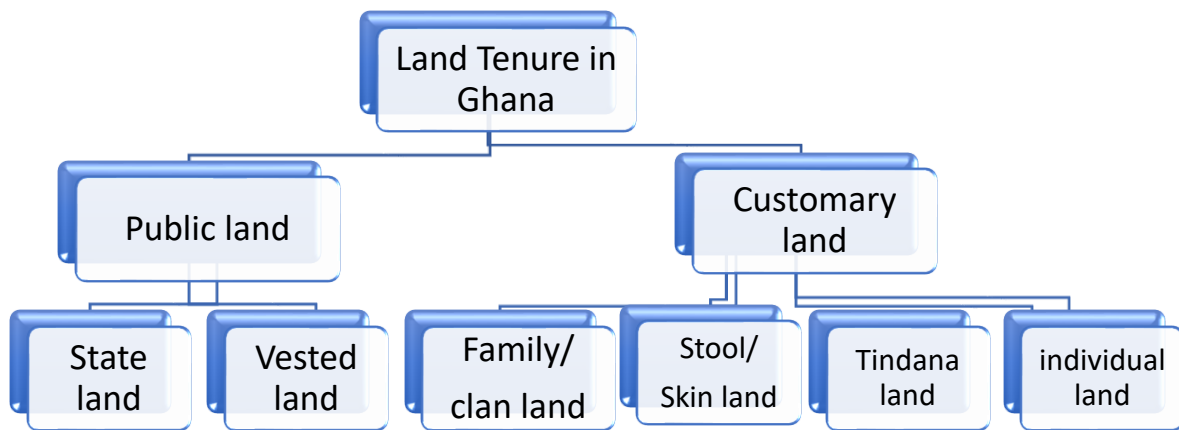 Land Tenure in
Ghana
Public land
Customary
land
State
land
Vested
land
Family/
clan land
Stool/
Skin land
Tindana
land
individual
land